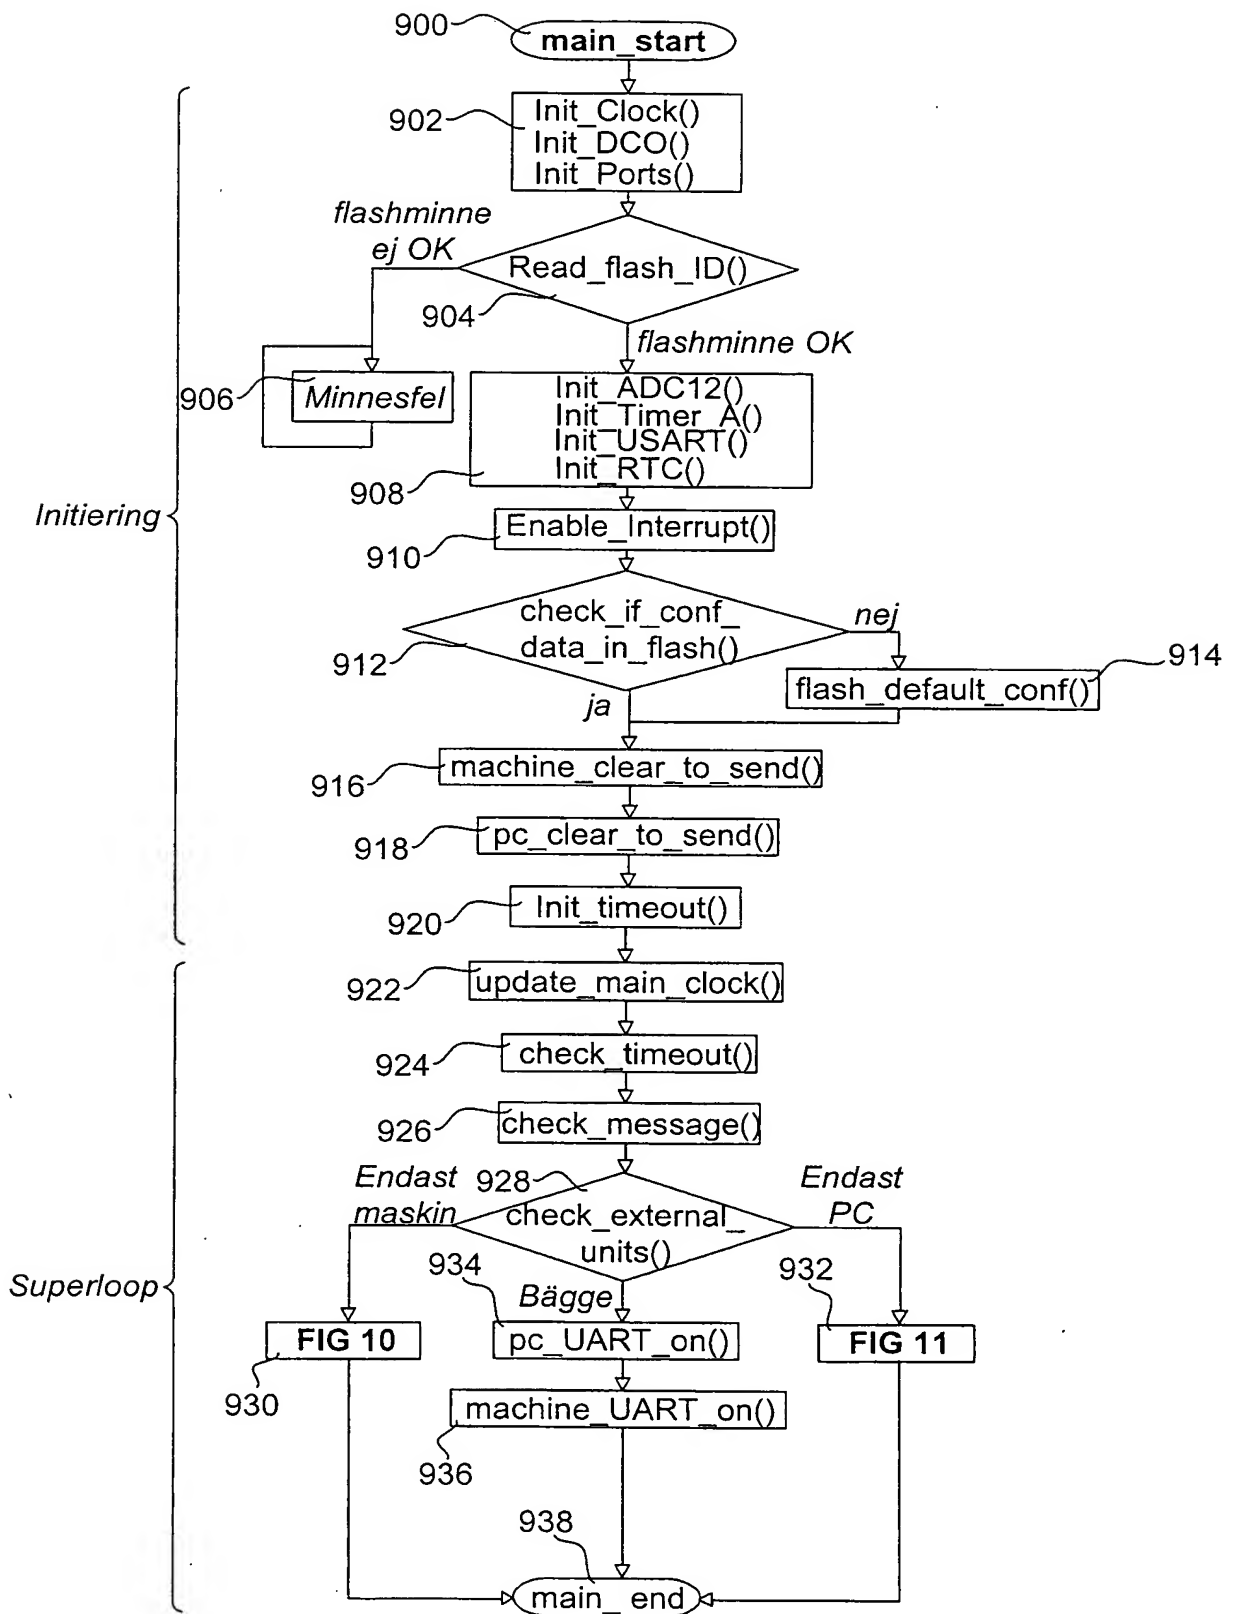 900
main_start
902
Init_Clock()
Init_DCO()
Init_Ports()
flashminne
ej OK
Read_flash_ID()
904
flashminne OK
906
Minnesfel
Init_ADC12()
Init_Timer_A()
Init_USART()
Init_RTC()
908
Initiering
Enable_Interrupt()
910
check_if_conf_
data_in_flash()
912
nej
914
flash_default_conf()
ja
machine_clear_to_send()
916
pc_clear_to_send()
918
Init_timeout()
920
update_main_clock()
922
check_timeout()
924
check_message()
926
Endast
maskin
928
check_external_
units()
Endast
PC
Superloop
934
Bägge
932
FIG 10
pc_UART_on()
FIG 11
930
machine_UART_on()
936
938
main_end